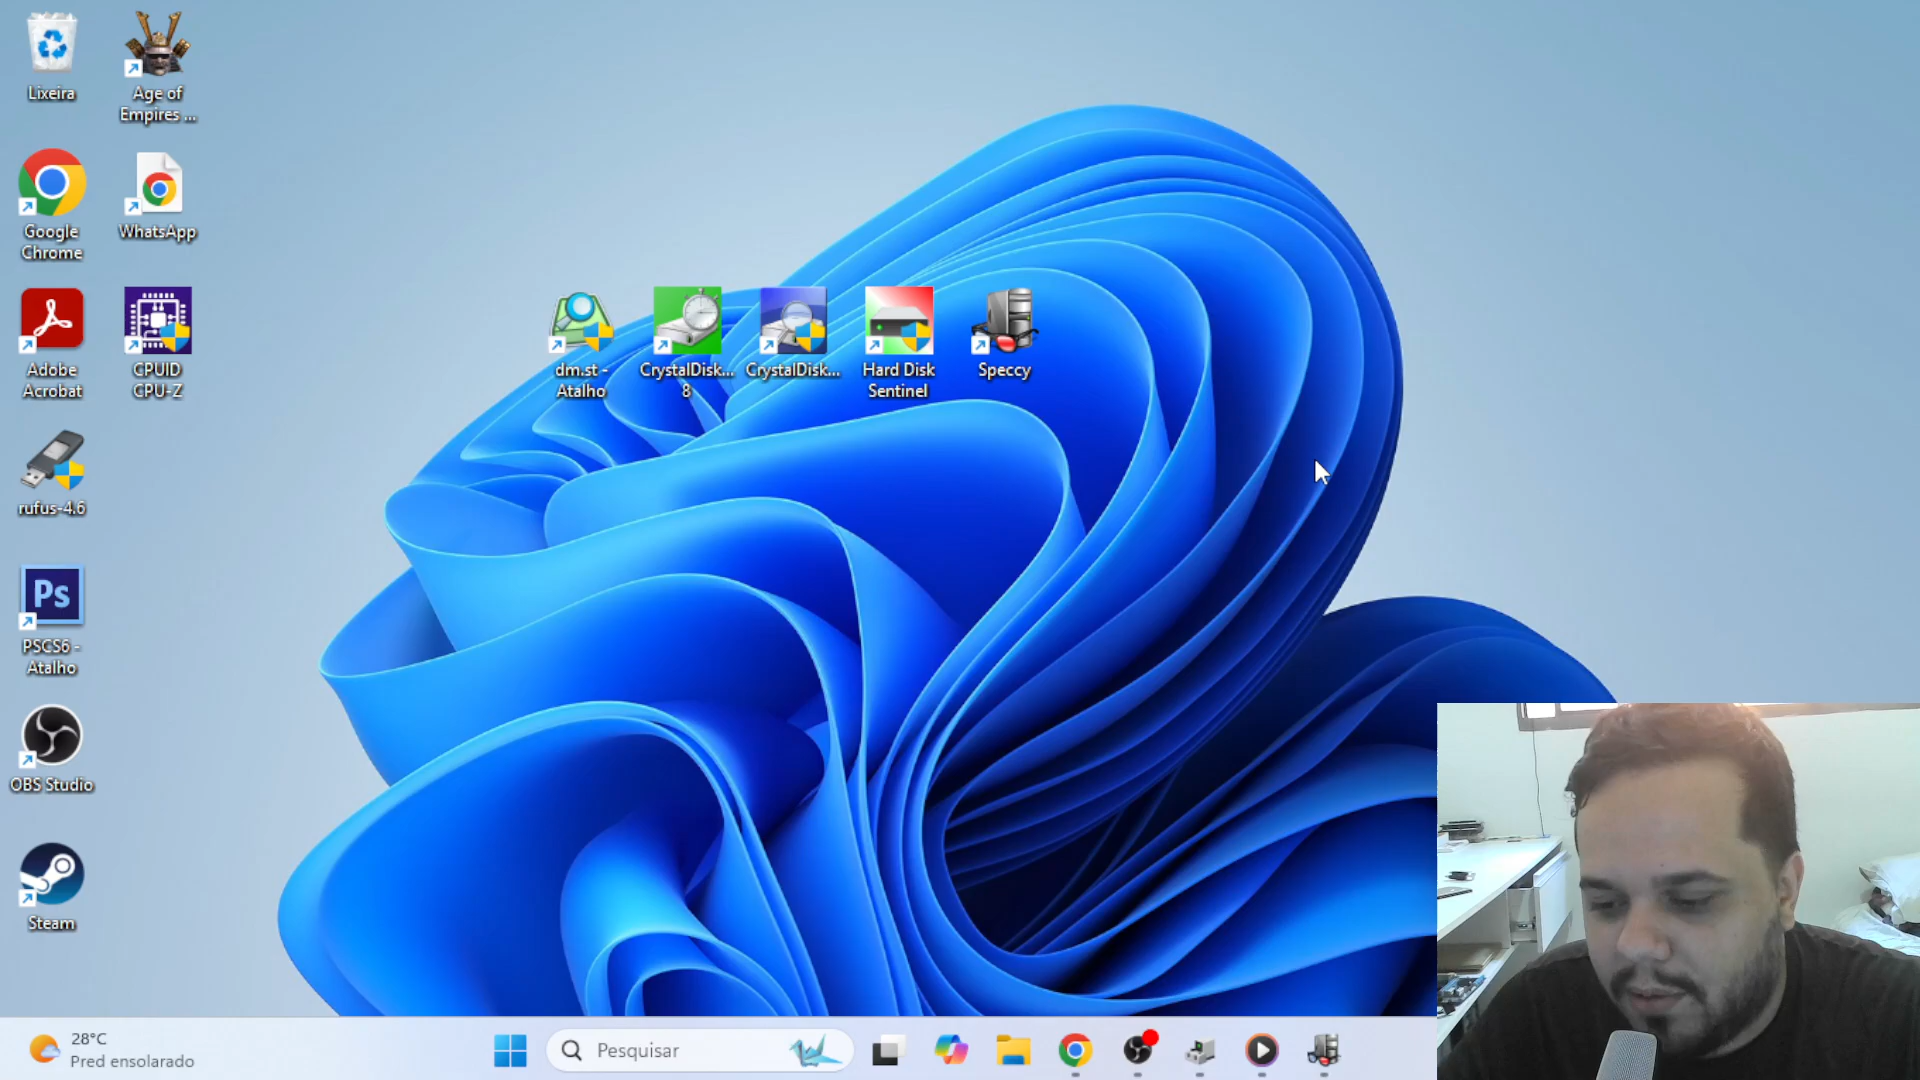 Lixeira
Age of
Empires ...
Google
Chrome
WhatsApp
Adobe
Acrobat
CPUID
CPU-Z
rufus-4.6
Ps
PSCS6 -
Atalho
OBS Studio
Steam
dm.st -
Atalho
CrystalDisk...
8
CrystalDisk...
Hard Disk
Sentinel
Speccy
28°C
Pred ensolarado
Pesquisar